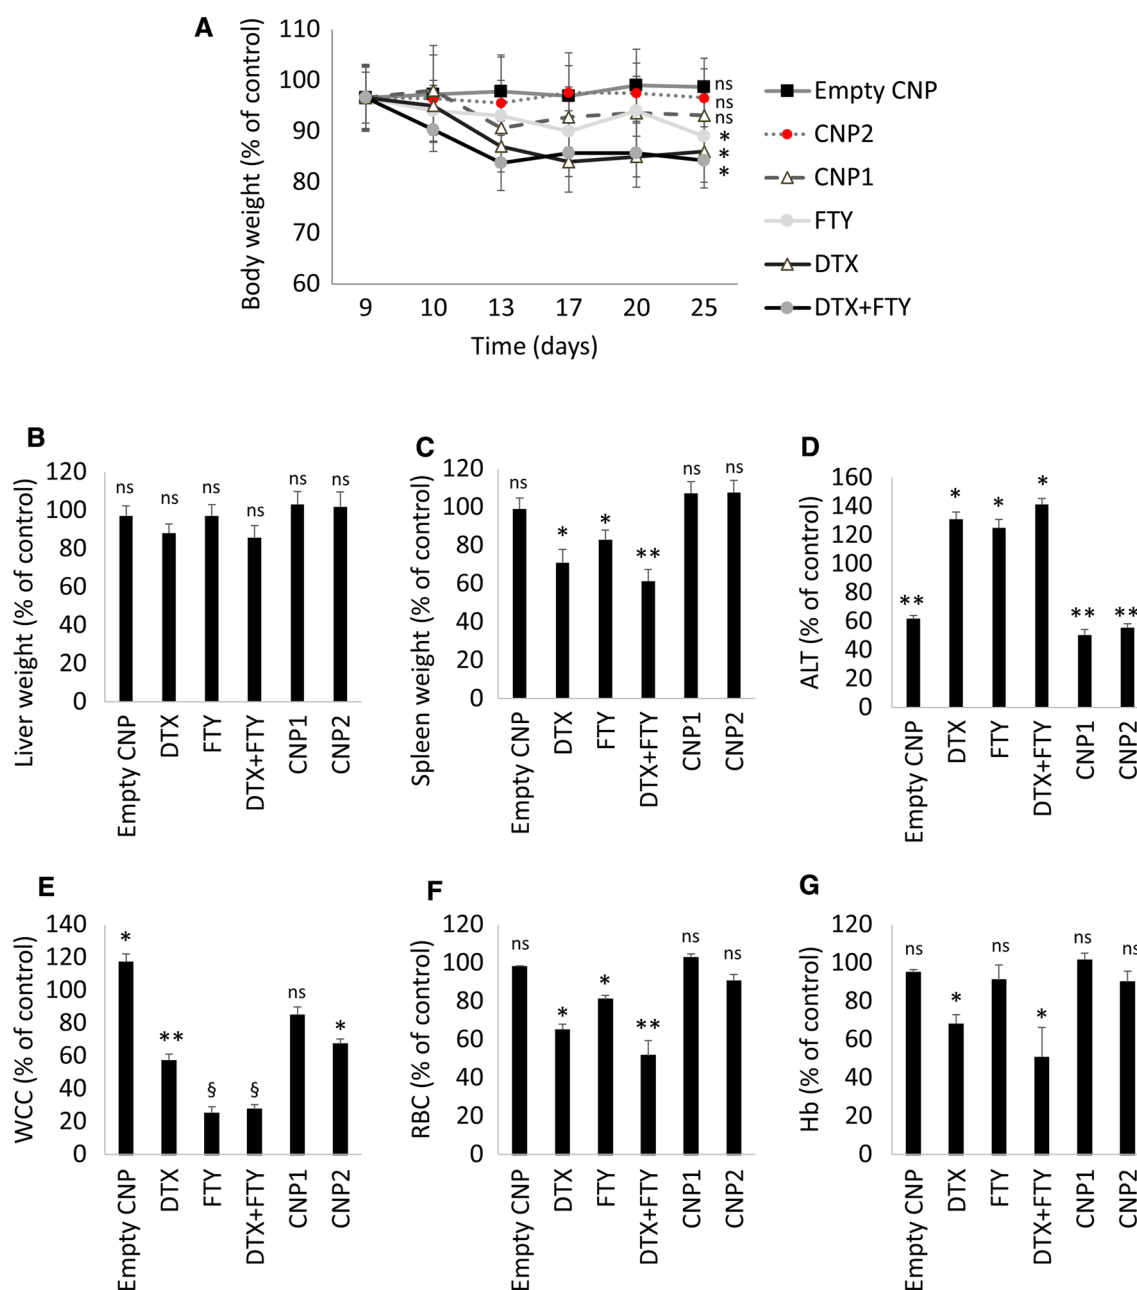 A
Body weight (% of control)
110
100
90
80
70
60
9 10 13 17 20 25
Time (days)
ns
ns
ns
*
*
*
Empty CNP
CNP2
CNP1
FTY
DTX
DTX+FTY
B
Liver weight (% of control)
120
100
80
60
40
20
0
ns ns ns ns ns ns
Empty CNP DTX FTY DTX+FTY CNP1 CNP2
C
Spleen weight (% of control)
120
100
80
60
40
20
0
ns * * ** ns ns
Empty CNP DTX FTY DTX+FTY CNP1 CNP2
D
ALT (% of control)
160
140
120
100
80
60
40
20
0
** * * * ** **
Empty CNP DTX FTY DTX+FTY CNP1 CNP2
E
WCC (% of control)
140
120
100
80
60
40
20
0
* ** § § ns *
Empty CNP DTX FTY DTX+FTY CNP1 CNP2
F
RBC (% of control)
120
100
80
60
40
20
0
ns * * ** ns ns
Empty CNP DTX FTY DTX+FTY CNP1 CNP2
G
Hb (% of control)
120
100
80
60
40
20
0
ns * ns * ns ns
Empty CNP DTX FTY DTX+FTY CNP1 CNP2